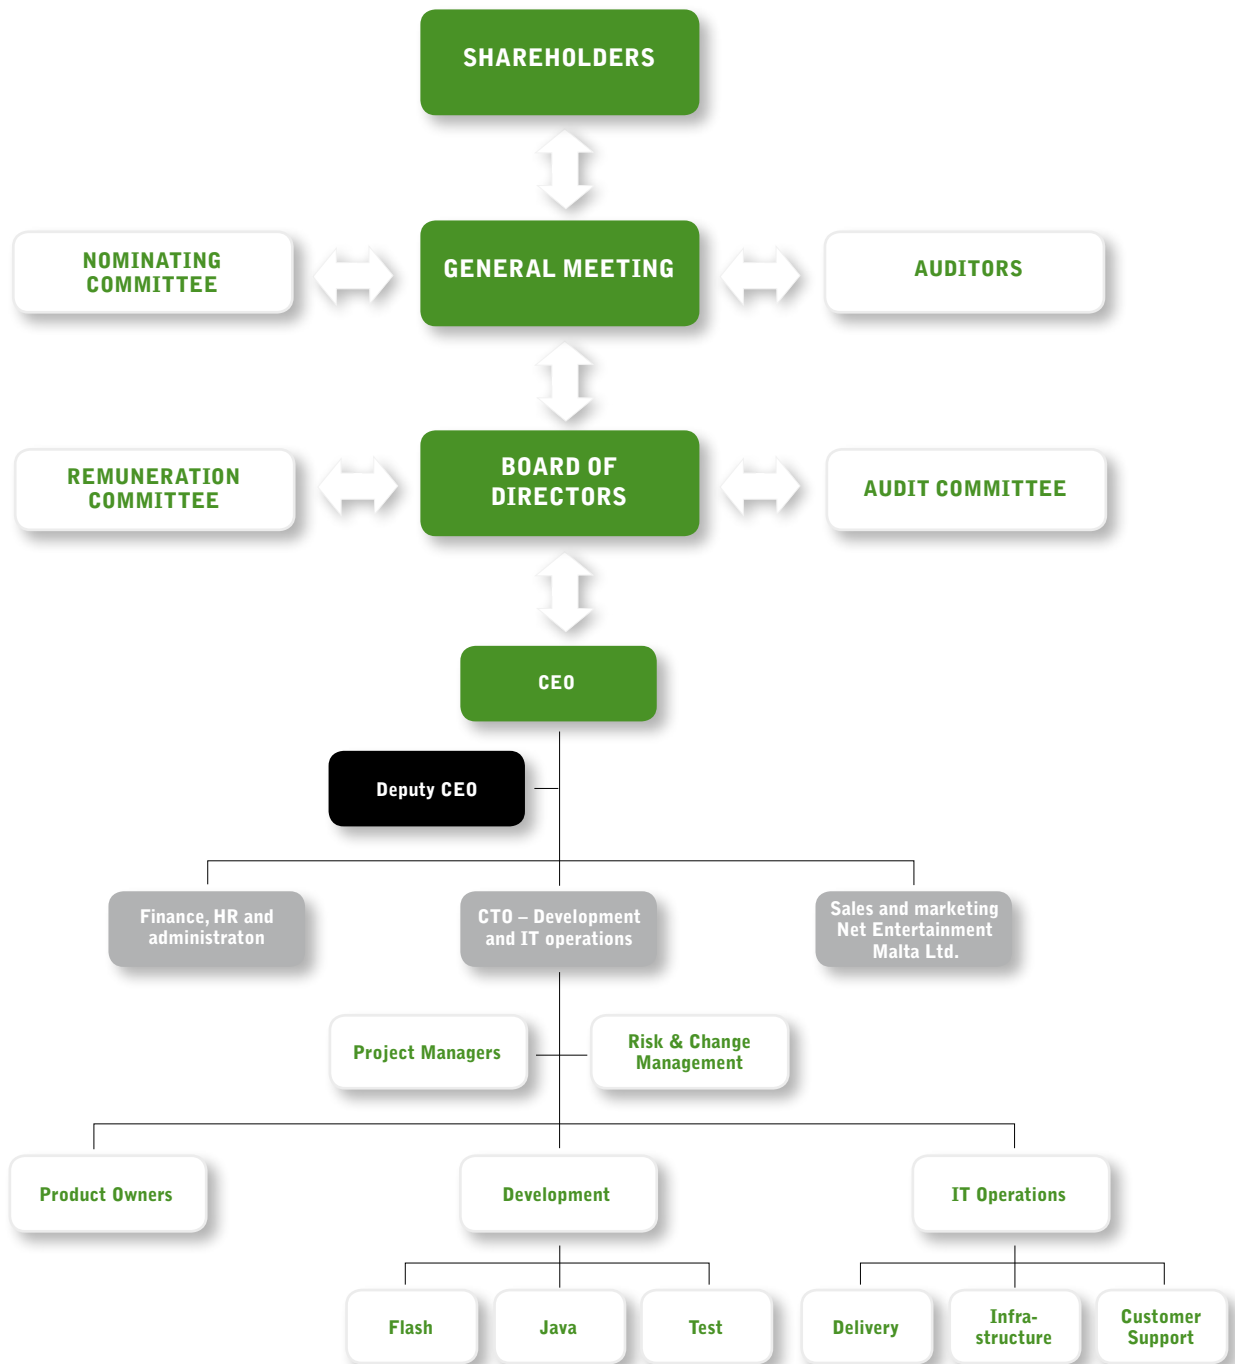 SHAREHOLDERS
NOMINATING
COMMITTEE
GENERAL MEETING
AUDITORS
REMUNERATION
COMMITTEE
BOARD OF
DIRECTORS
AUDIT COMMITTEE
CEO
Deputy CEO
Finance, HR and
administraton
CTO – Development
and IT operations
Sales and marketing
Net Entertainment
Malta Ltd.
Project Managers
Risk & Change
Management
Product Owners
Development
IT Operations
Flash
Java
Test
Delivery
Infra-
structure
Customer
Support